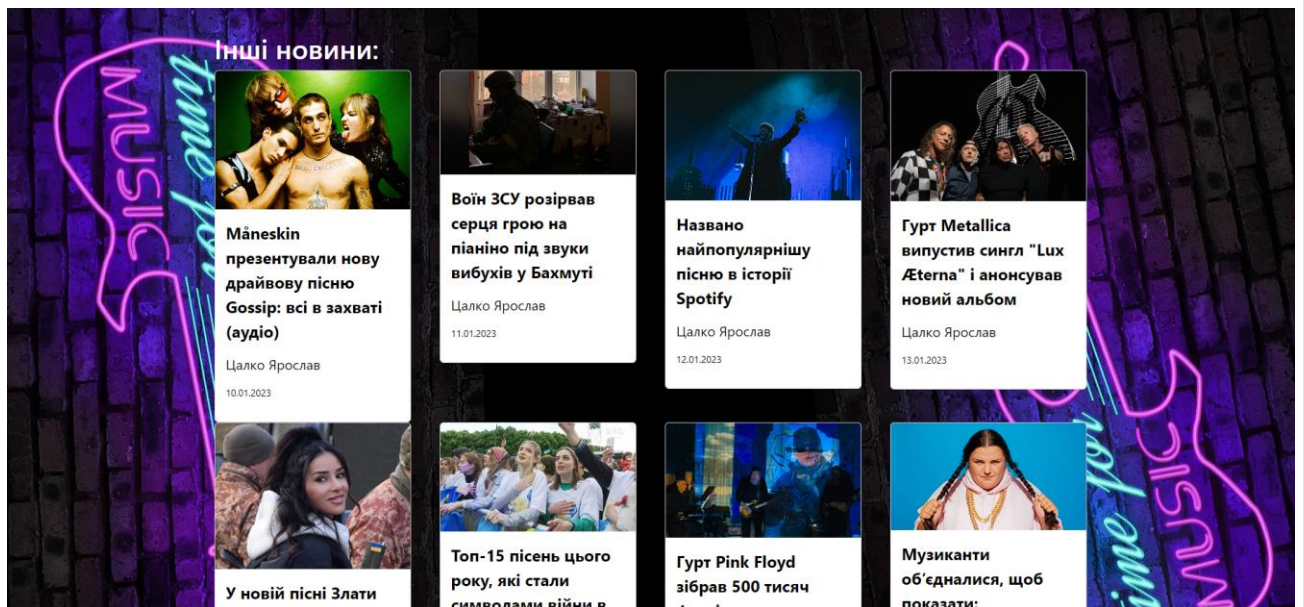 Інші новини:
MUSIC
time for
Måneskin
презентували нову
драйвову пісню
Gossip: всі в захваті
(аудіо)
Цалко Ярослав
10.01.2023
Воїн ЗСУ розірвав
серця грою на
піаніно під звуки
вибухів у Бахмуті
Цалко Ярослав
11.01.2023
Названо
найпопулярнішу
пісню в історії
Spotify
Цалко Ярослав
12.01.2023
Гурт Metallica
випустив сингл "Lux
Æterna" і анонсував
новий альбом
Цалко Ярослав
13.01.2023
У новій пісні Злати
Топ-15 пісень цього
року, які стали
символами війни в
Гурт Pink Floyd
зібрав 500 тисяч
Музиканти
об’єдналися, щоб
показати:
time for
MUSIC